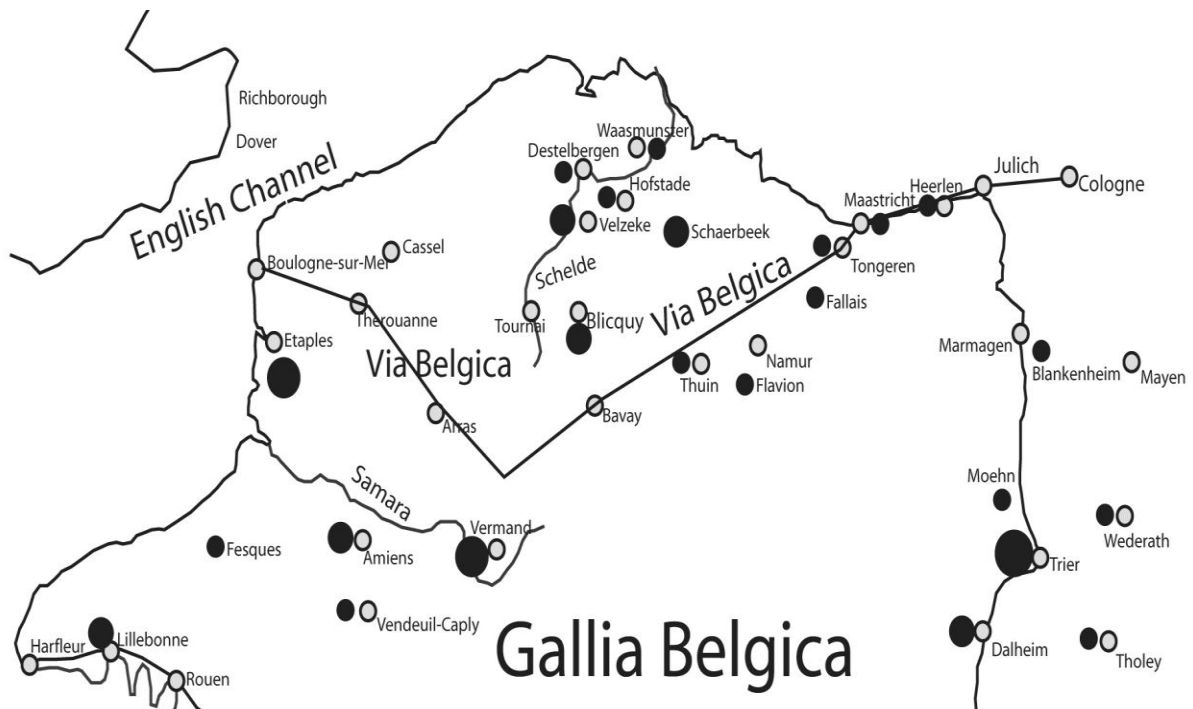 Richborough
Dover
English Channel
Waasmunster
Destelbergen
Hofstade
Velzeke
Schaerbeek
Julich
Cologne
Heerlen
Maastricht
Tongeren
Cassel
Boulogne-sur-Mer
Schelde
Via Belgica
Fallais
Therouanne
Tournai
Blicquy
Etaples
Via Belgica
Namur
Thuin
Flavion
Marmagen
Blankenheim
Mayen
Arras
Bavay
Samara
Moehn
Fesques
Amiens
Vermand
Wederath
Trier
Vendeuil-Caply
Gallia Belgica
Harfleur
Lillebonne
Rouen
Dalheim
Tholey